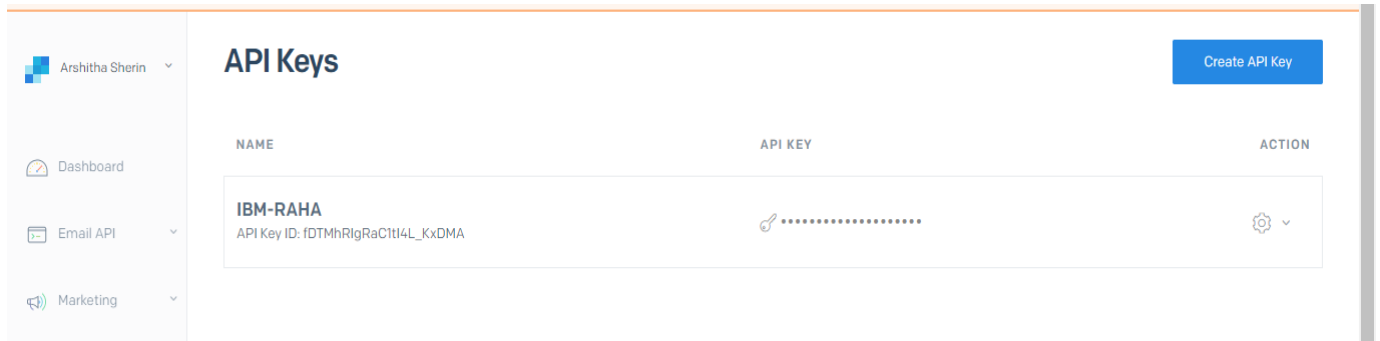 Arshitha Sherin
API Keys
Create API Key
NAME
API KEY
ACTION
Dashboard
IBM-RAHA
API Key ID: fDTMhRIgRaC1tI4L_KxDMA
••••••••••••••••••••
Email API
Marketing